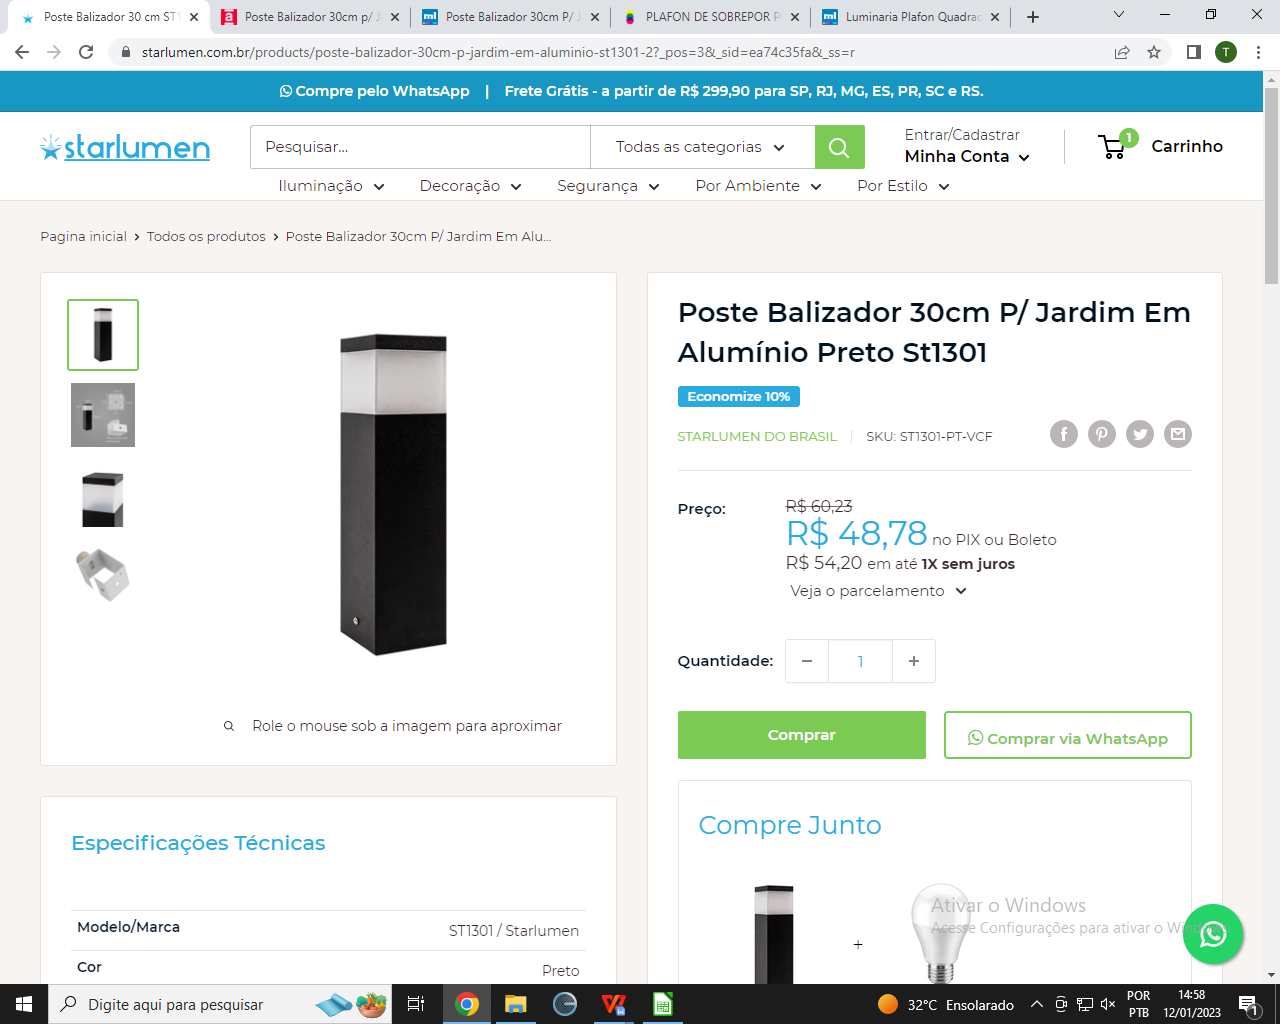 Poste Balizador 30 cm ST1
Poste Balizador 30cm p/ J
Poste Balizador 30cm P/ J
PLAFON DE SOBREPOR P
Luminaria Plafon Quadrad
starlumen.com.br/products/poste-balizador-30cm-p-jardim-em-aluminio-st1301-2?_pos=3&_sid=ea74c35fa&_ss=r
T
Compre pelo WhatsApp | Frete Grátis - a partir de R$ 299,90 para SP, RJ, MG, ES, PR, SC e RS.
starlumen
Pesquisar...
Todas as categorias
Entrar/Cadastrar
Minha Conta
1
Carrinho
Iluminação
Decoração
Segurança
Por Ambiente
Por Estilo
Pagina inicial > Todos os produtos > Poste Balizador 30cm P/ Jardim Em Alu...
Role o mouse sob a imagem para aproximar
Poste Balizador 30cm P/ Jardim Em
Alumínio Preto St1301
Economize 10%
STARLUMEN DO BRASIL
SKU: ST1301-PT-VCF
Preço:
R$ 60,23
R$ 48,78 no PIX ou Boleto
R$ 54,20 em até 1X sem juros
Veja o parcelamento
Quantidade:
− 1 +
Comprar
Comprar via WhatsApp
Compre Junto
+
Especificações Técnicas
Modelo/Marca
ST1301 / Starlumen
Cor
Preto
Ativar o Windows
Acesse Configurações para ativar o Windows
Digite aqui para pesquisar
32°C Ensolarado
POR
PTB
14:58
12/01/2023
1